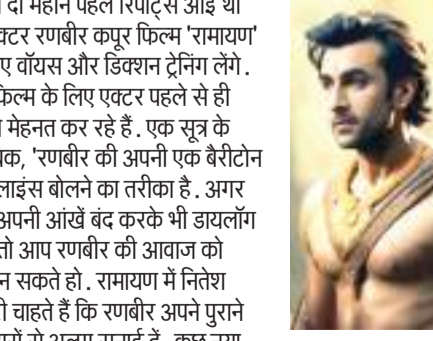 दो महीने पहले रिपोर्ट्स आई थी
क्टर रणबीर कपूर फिल्म 'रामायण'
ए वॉयस और डिक्शन ट्रेनिंग लेंगे.
फिल्म के लिए एक्टर पहले से ही
मेहनत कर रहे हैं. एक सूत्र के
बिक, 'रणबीर की अपनी एक बैरीटोन
लाइंस बोलने का तरीका है. अगर
अपनी आंखें बंद करके भी डायलॉग
तो आप रणबीर की आवाज को
न सकते हो. रामायण में नितेश
री चाहते हैं कि रणबीर अपने पुराने